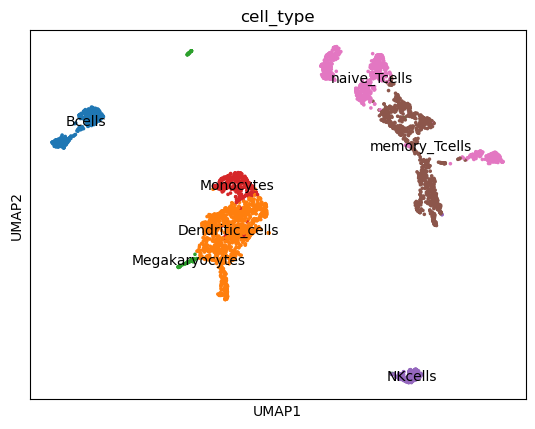 cell_type
naive_Tcells
Bcells
memory_Tcells
Monocytes
Dendritic_cells
Megakaryocytes
NKcells
UMAP2
UMAP1